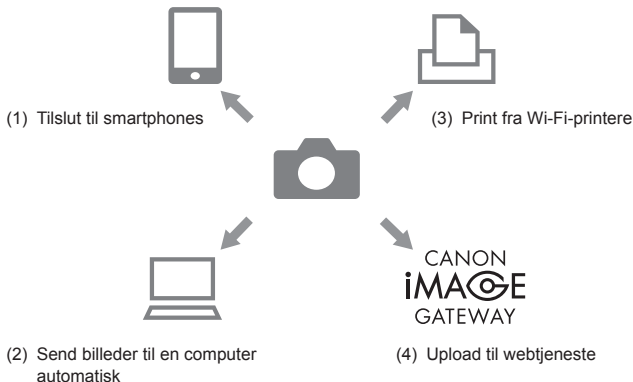 (1) Tilslut til smartphones
(3) Print fra Wi-Fi-printere
(2) Send billeder til en computer
automatisk
CANON
iMAGE
GATEWAY
(4) Upload til webtjeneste